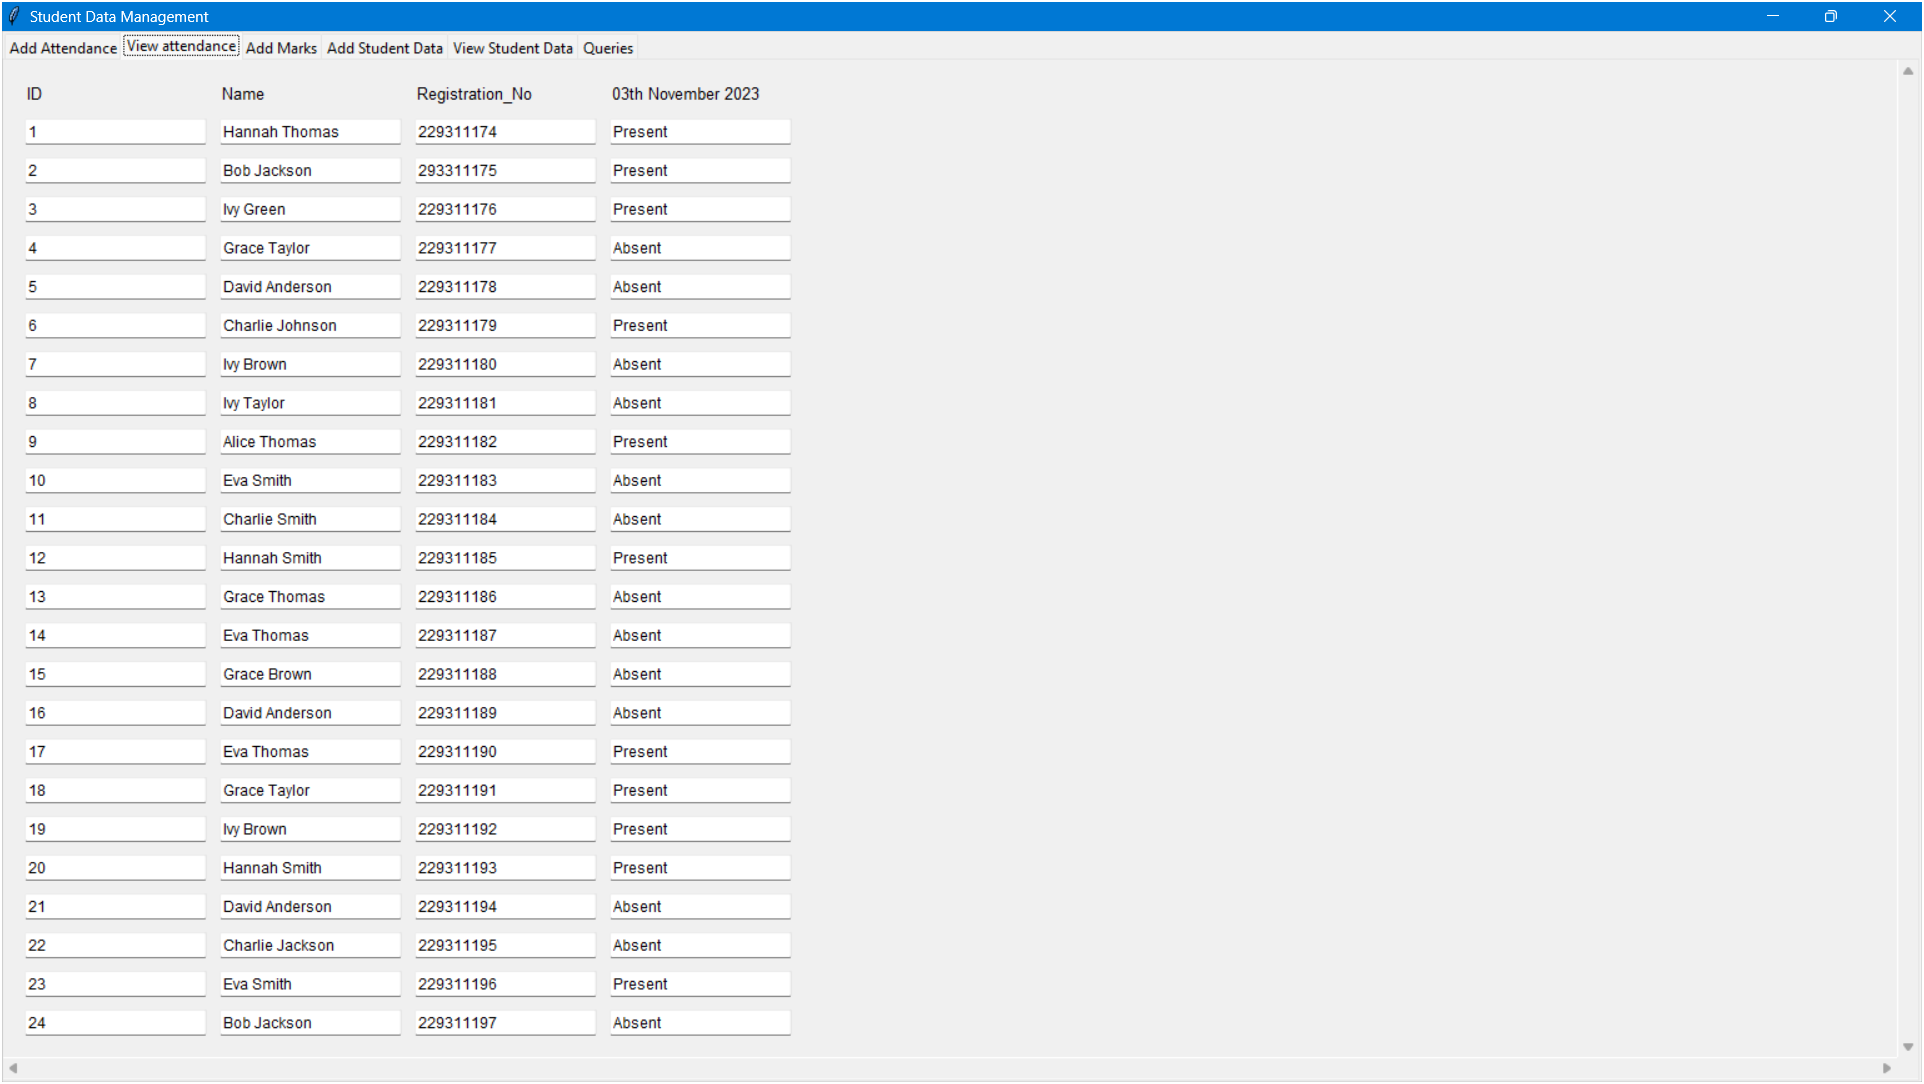 Student Data Management
Add Attendance View attendance Add Marks Add Student Data View Student Data Queries
ID Name Registration_No 03th November 2023
1 Hannah Thomas 229311174 Present
2 Bob Jackson 293311175 Present
3 Ivy Green 229311176 Present
4 Grace Taylor 229311177 Absent
5 David Anderson 229311178 Absent
6 Charlie Johnson 229311179 Present
7 Ivy Brown 229311180 Absent
8 Ivy Taylor 229311181 Absent
9 Alice Thomas 229311182 Present
10 Eva Smith 229311183 Absent
11 Charlie Smith 229311184 Absent
12 Hannah Smith 229311185 Present
13 Grace Thomas 229311186 Absent
14 Eva Thomas 229311187 Absent
15 Grace Brown 229311188 Absent
16 David Anderson 229311189 Absent
17 Eva Thomas 229311190 Present
18 Grace Taylor 229311191 Present
19 Ivy Brown 229311192 Present
20 Hannah Smith 229311193 Present
21 David Anderson 229311194 Absent
22 Charlie Jackson 229311195 Absent
23 Eva Smith 229311196 Present
24 Bob Jackson 229311197 Absent